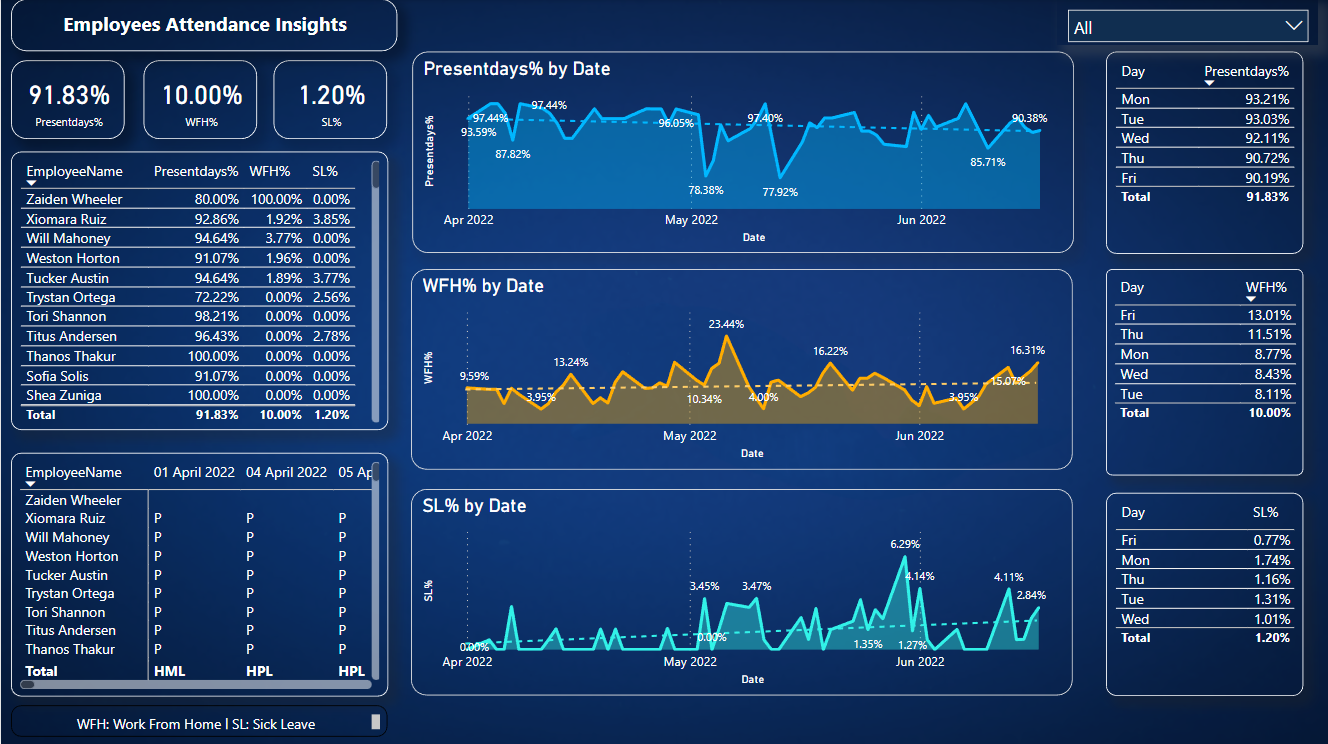 Employees Attendance Insights
All
91.83%
Presentdays%
10.00%
WFH%
1.20%
SL%
EmployeeName Presentdays% WFH% SL%
Zaiden Wheeler 80.00% 100.00% 0.00%
Xiomara Ruiz 92.86% 1.92% 3.85%
Will Mahoney 94.64% 3.77% 0.00%
Weston Horton 91.07% 1.96% 0.00%
Tucker Austin 94.64% 1.89% 3.77%
Trystan Ortega 72.22% 0.00% 2.56%
Tori Shannon 98.21% 0.00% 0.00%
Titus Andersen 96.43% 0.00% 2.78%
Thanos Thakur 100.00% 0.00% 0.00%
Sofia Solis 91.07% 0.00% 0.00%
Shea Zuniga 100.00% 0.00% 0.00%
Total 91.83% 10.00% 1.20%
EmployeeName 01 April 2022 04 April 2022 05 Ap
Zaiden Wheeler
Xiomara Ruiz P P P
Will Mahoney P P P
Weston Horton P P P
Tucker Austin P P P
Trystan Ortega P P P
Tori Shannon P P P
Titus Andersen P P P
Thanos Thakur P P P
Total HML HPL HPL
WFH: Work From Home | SL: Sick Leave
Presentdays% by Date
Presentdays%
93.59%
97.44%
87.82%
97.44%
96.05%
78.38%
97.40%
77.92%
85.71%
90.38%
Apr 2022 May 2022 Jun 2022
Date
WFH% by Date
WFH%
9.59%
3.95%
13.24%
10.34%
23.44%
4.00%
16.22%
3.95%
15.07%
16.31%
Apr 2022 May 2022 Jun 2022
Date
SL% by Date
SL%
0.00%
3.45%
0.00%
3.47%
1.35%
6.29%
1.27%
4.14%
4.11%
2.84%
Apr 2022 May 2022 Jun 2022
Date
Day Presentdays%
Mon 93.21%
Tue 93.03%
Wed 92.11%
Thu 90.72%
Fri 90.19%
Total 91.83%
Day WFH%
Fri 13.01%
Thu 11.51%
Mon 8.77%
Wed 8.43%
Tue 8.11%
Total 10.00%
Day SL%
Fri 0.77%
Mon 1.74%
Thu 1.16%
Tue 1.31%
Wed 1.01%
Total 1.20%